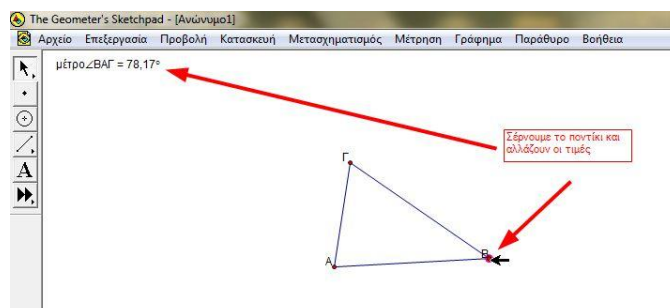 The Geometer's Sketchpad - [Ανώνυμο1]
Αρχείο Επεξεργασία Προβολή Κατασκευή Μετασχηματισμός Μέτρηση Γράφημα Παράθυρο Βοήθεια
μέτρο∠ΒΑΓ = 78,17°
A
Σέρνουμε το ποντίκι και
αλλάζουν οι τιμές
Γ
Β
Α